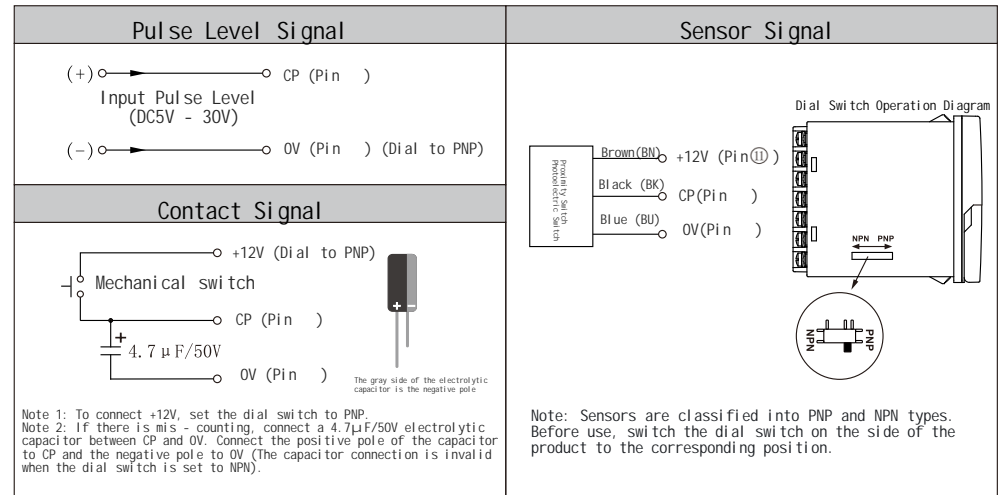 Pulse Level Signal
(+) CP (Pin )
Input Pulse Level
(DC5V - 30V)
(-) 0V (Pin ) (Dial to PNP)
Contact Signal
+12V (Dial to PNP)
Mechanical switch
CP (Pin )
+
4.7μF/50V
0V (Pin )
+ -
The gray side of the electrolytic
capacitor is the negative pole
Note 1: To connect +12V, set the dial switch to PNP.
Note 2: If there is mis - counting, connect a 4.7μF/50V electrolytic
capacitor between CP and 0V. Connect the positive pole of the capacitor
to CP and the negative pole to 0V (The capacitor connection is invalid
when the dial switch is set to NPN).
Sensor Signal
Dial Switch Operation Diagram
Proximity Switch
Photoelectric Switch
Brown(BN) +12V (Pin⑪)
Black (BK) CP(Pin )
Blue (BU) 0V(Pin )
NPN PNP
NPN PNP
Note: Sensors are classified into PNP and NPN types.
Before use, switch the dial switch on the side of the
product to the corresponding position.